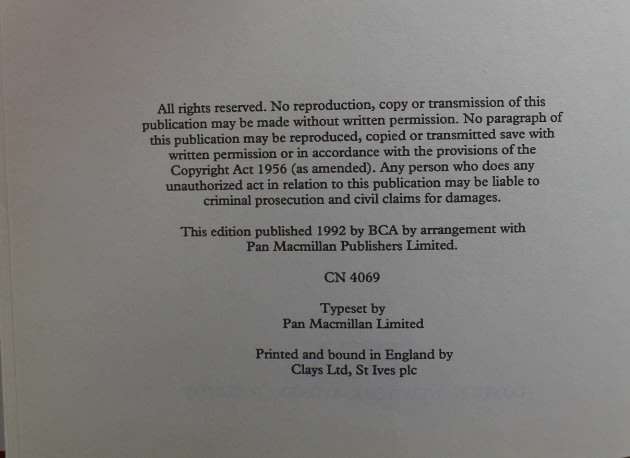 All rights reserved. No reproduction, copy or transmission of this
publication may be made without written permission. No paragraph of
this publication may be reproduced, copied or transmitted save with
written permission or in accordance with the provisions of the
Copyright Act 1956 (as amended). Any person who does any
unauthorized act in relation to this publication may be liable to
criminal prosecution and civil claims for damages.
This edition published 1992 by BCA by arrangement with
Pan Macmillan Publishers Limited.
CN 4069
Typeset by
Pan Macmillan Limited
Printed and bound in England by
Clays Ltd, St Ives plc